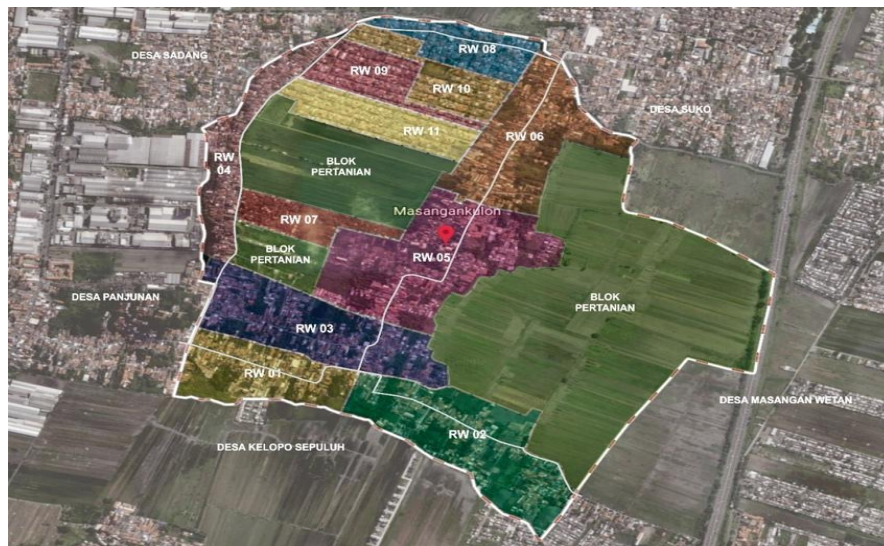 DESA SADANG
RW 08
RW 09
RW 10
DESA SUKO
RW 11
RW 06
RW
04
BLOK
PERTANIAN
Masangankulon
RW 07
BLOK
PERTANIAN
RW 05
DESA PANJUNAN
BLOK
PERTANIAN
RW 03
RW 01
DESA MASANGAN WETAN
RW 02
DESA KELOPO SEPULUH